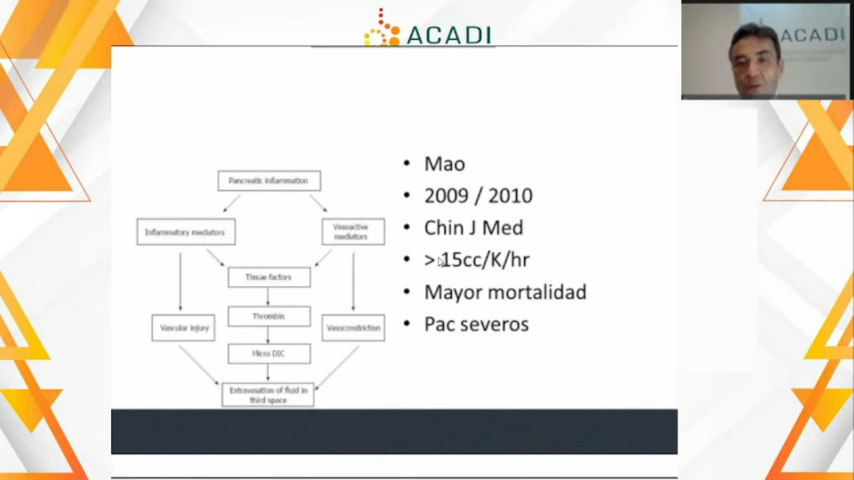 ACADI
ACADI
Pancreatic Inflammation
Inflammatory mediators
Vasoactive
mediators
Tissue factors
Thrombin
Vascular injury
Vasoconstriction
Micro DIC
Extravasation of fluid in
third space
• Mao
• 2009 / 2010
• Chin J Med
• >15cc/K/hr
• Mayor mortalidad
• Pac severos